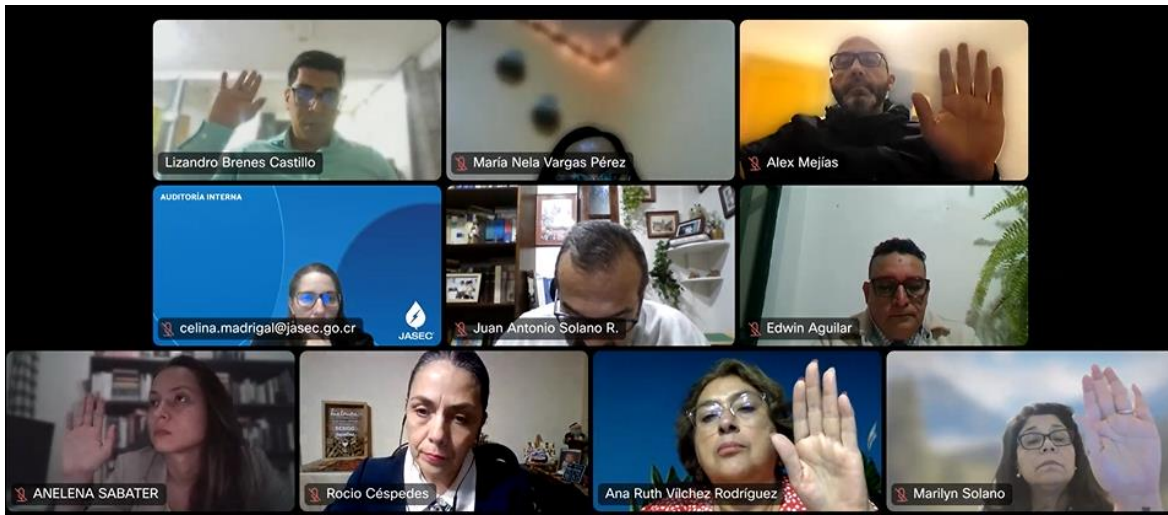 Lizandro Brenes Castillo
María Nela Vargas Pérez
Alex Mejías
AUDITORÍA INTERNA
celina.madrigal@jasec.go.cr
JASEC
Juan Antonio Solano R.
Edwin Aguilar
ANELENA SABATER
Rocio Céspedes
Ana Ruth Vílchez Rodríguez
Marilyn Solano